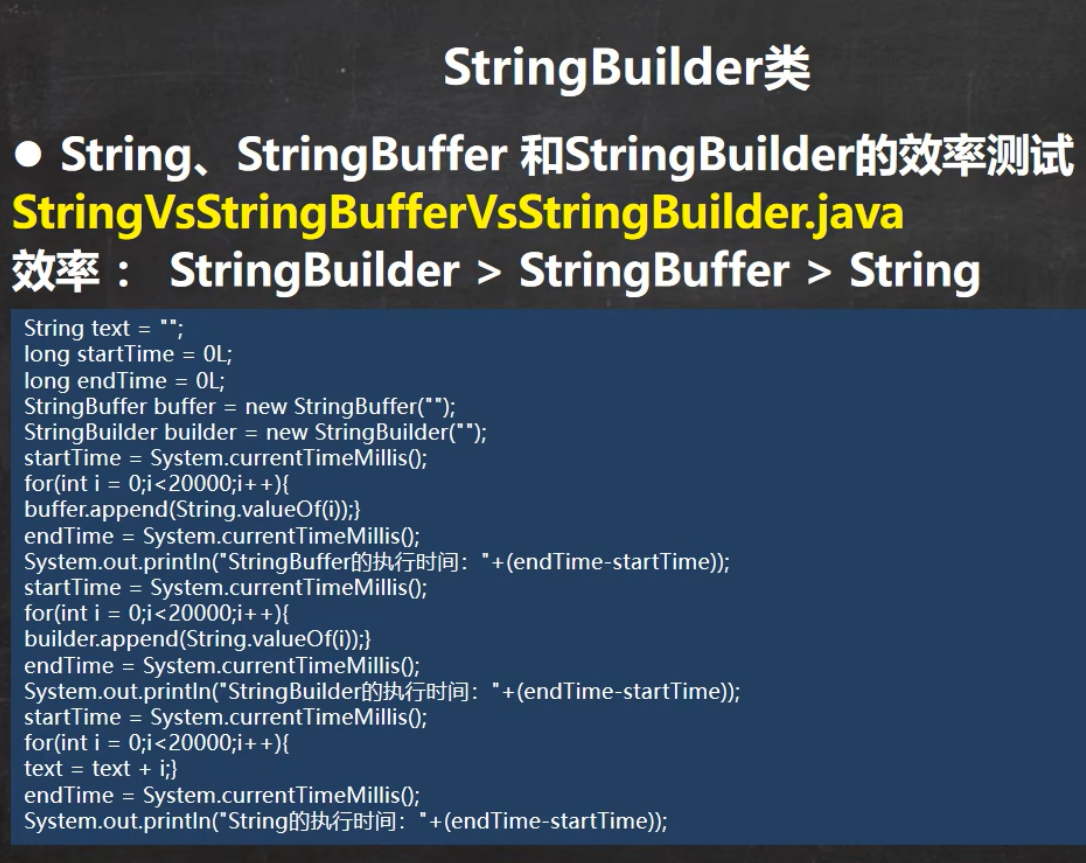 StringBuilder类
● String、StringBuffer 和StringBuilder的效率测试
StringVsStringBufferVsStringBuilder.java
效率： StringBuilder > StringBuffer > String
String text = "";
long startTime = 0L;
long endTime = 0L;
StringBuffer buffer = new StringBuffer("");
StringBuilder builder = new StringBuilder("");
startTime = System.currentTimeMillis();
for(int i = 0;i<20000;i++){
buffer.append(String.valueOf(i));}
endTime = System.currentTimeMillis();
System.out.println("StringBuffer的执行时间："+(endTime-startTime));
startTime = System.currentTimeMillis();
for(int i = 0;i<20000;i++){
builder.append(String.valueOf(i));}
endTime = System.currentTimeMillis();
System.out.println("StringBuilder的执行时间："+(endTime-startTime));
startTime = System.currentTimeMillis();
for(int i = 0;i<20000;i++){
text = text + i;}
endTime = System.currentTimeMillis();
System.out.println("String的执行时间："+(endTime-startTime));